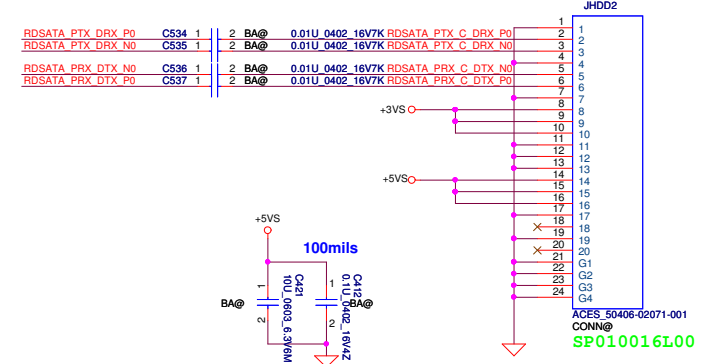 JHDD2
RDSATA_PTX_DRX_P0 C534 1 2 BA@ 0.01U_0402_16V7K RDSATA_PTX_C_DRX_P0
RDSATA_PTX_DRX_N0 C535 1 2 BA@ 0.01U_0402_16V7K RDSATA_PTX_C_DRX_N0
RDSATA_PRX_DTX_N0 C536 1 2 BA@ 0.01U_0402_16V7K RDSATA_PRX_C_DTX_N0
RDSATA_PRX_DTX_P0 C537 1 2 BA@ 0.01U_0402_16V7K RDSATA_PRX_C_DTX_P0
1 1
2 2
3 3
4 4
5 5
6 6
7 7
8 8
9 9
10 10
11 11
12 12
13 13
14 14
15 15
16 16
17 17
18 18
19 19
20 20
21 G1
22 G2
23 G3
24 G4
+3VS
+5VS
+5VS
100mils
1 2 C421
10U_0603_6.3V6M
BA@
1 2 C412
0.1U_0402_16V4Z
BA@
ACES_50406-02071-001
CONN@
SP010016L00